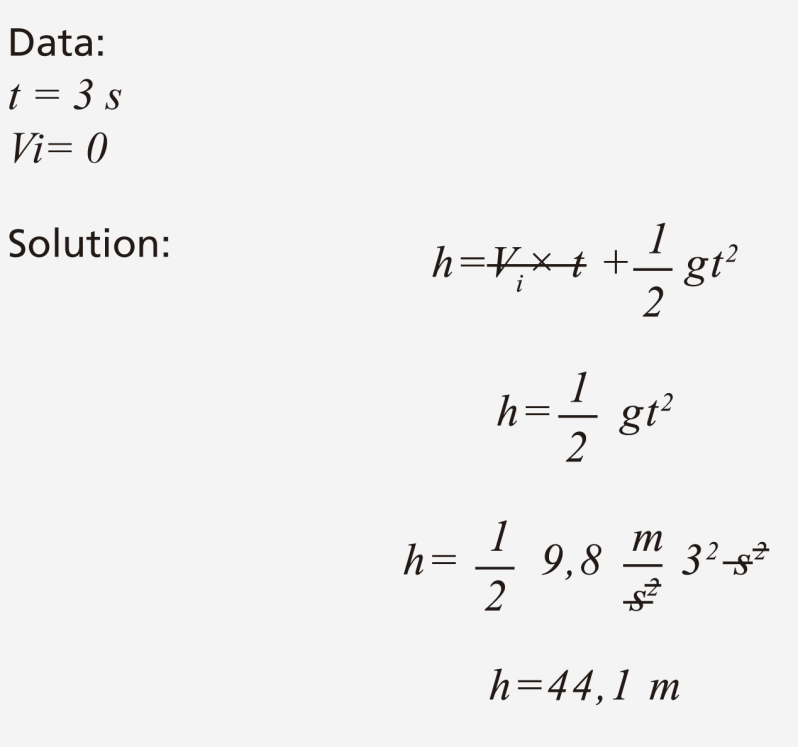 Data:
t = 3 s
Vi= 0
Solution:
h=V_i × t + 1/2 gt²
h= 1/2 gt²
h= 1/2 9,8 m/s² 3² s²
h=44,1 m